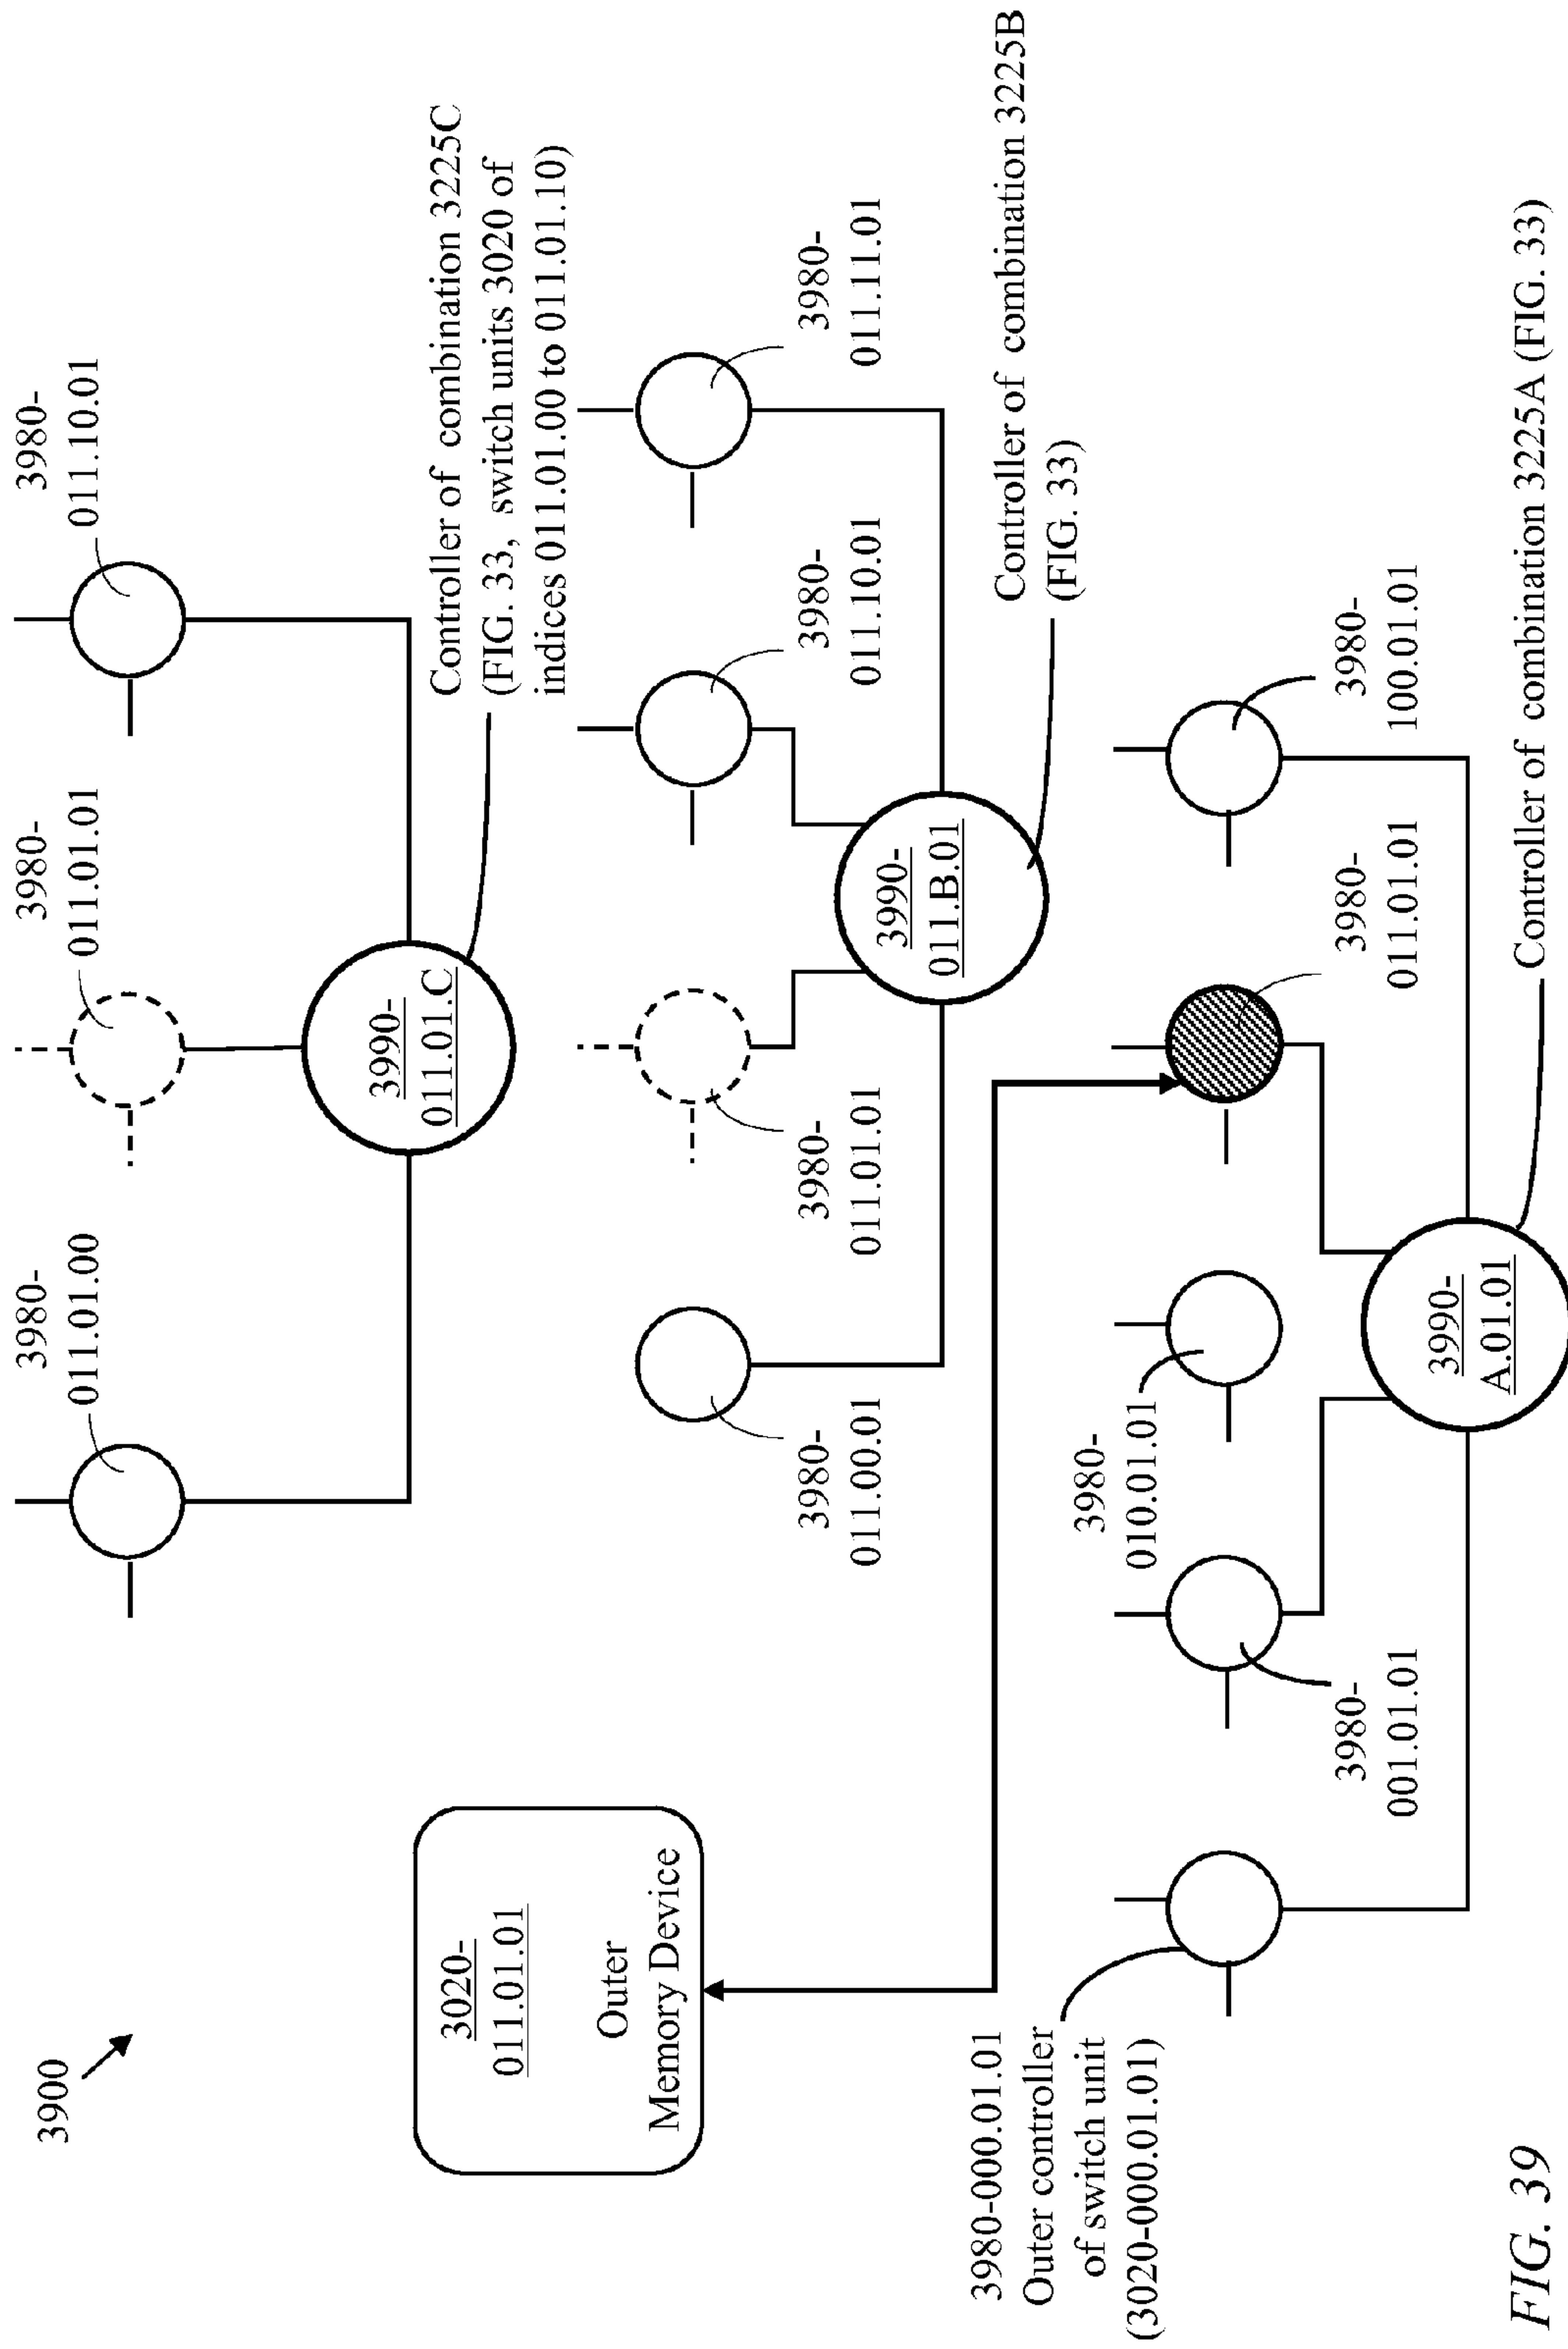 3900
3980-
011.01.00
3980-
011.01.01
3980-
011.10.01
3990-
011.01.C
Controller of combination 3225C
(FIG. 33, switch units 3020 of
indices 011.01.00 to 011.01.10)
3020-
011.01.01
Outer
Memory Device
3980-
011.00.01
3980-
011.01.01
3980-
011.10.01
3980-
011.11.01
3990-
011.B.01
Controller of combination 3225B
(FIG. 33)
3980-000.01.01
Outer controller
of switch unit
(3020-000.01.01)
3980-
001.01.01
3980-
010.01.01
3980-
011.01.01
3980-
100.01.01
3990-
A.01.01
Controller of combination 3225A (FIG. 33)
FIG. 39